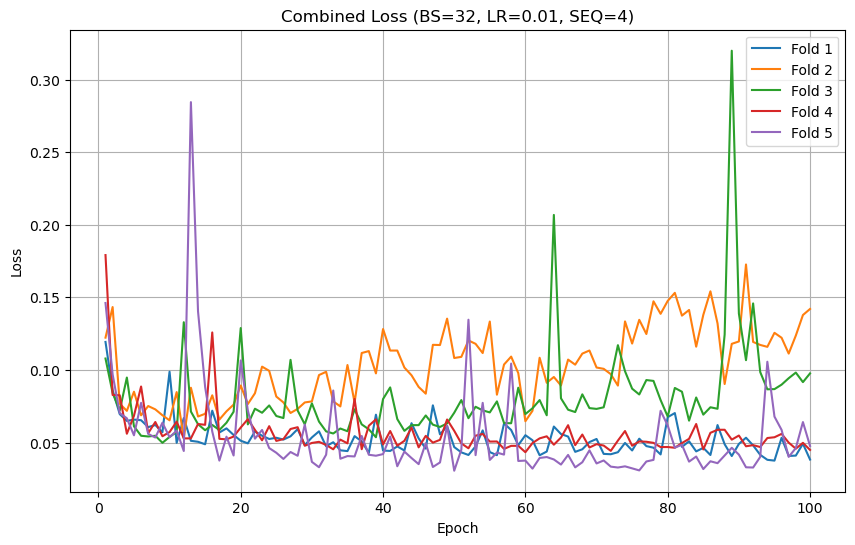 Combined Loss (BS=32, LR=0.01, SEQ=4)
Fold 1
Fold 2
Fold 3
Fold 4
Fold 5
Loss
0.30
0.25
0.20
0.15
0.10
0.05
0
20
40
60
80
100
Epoch